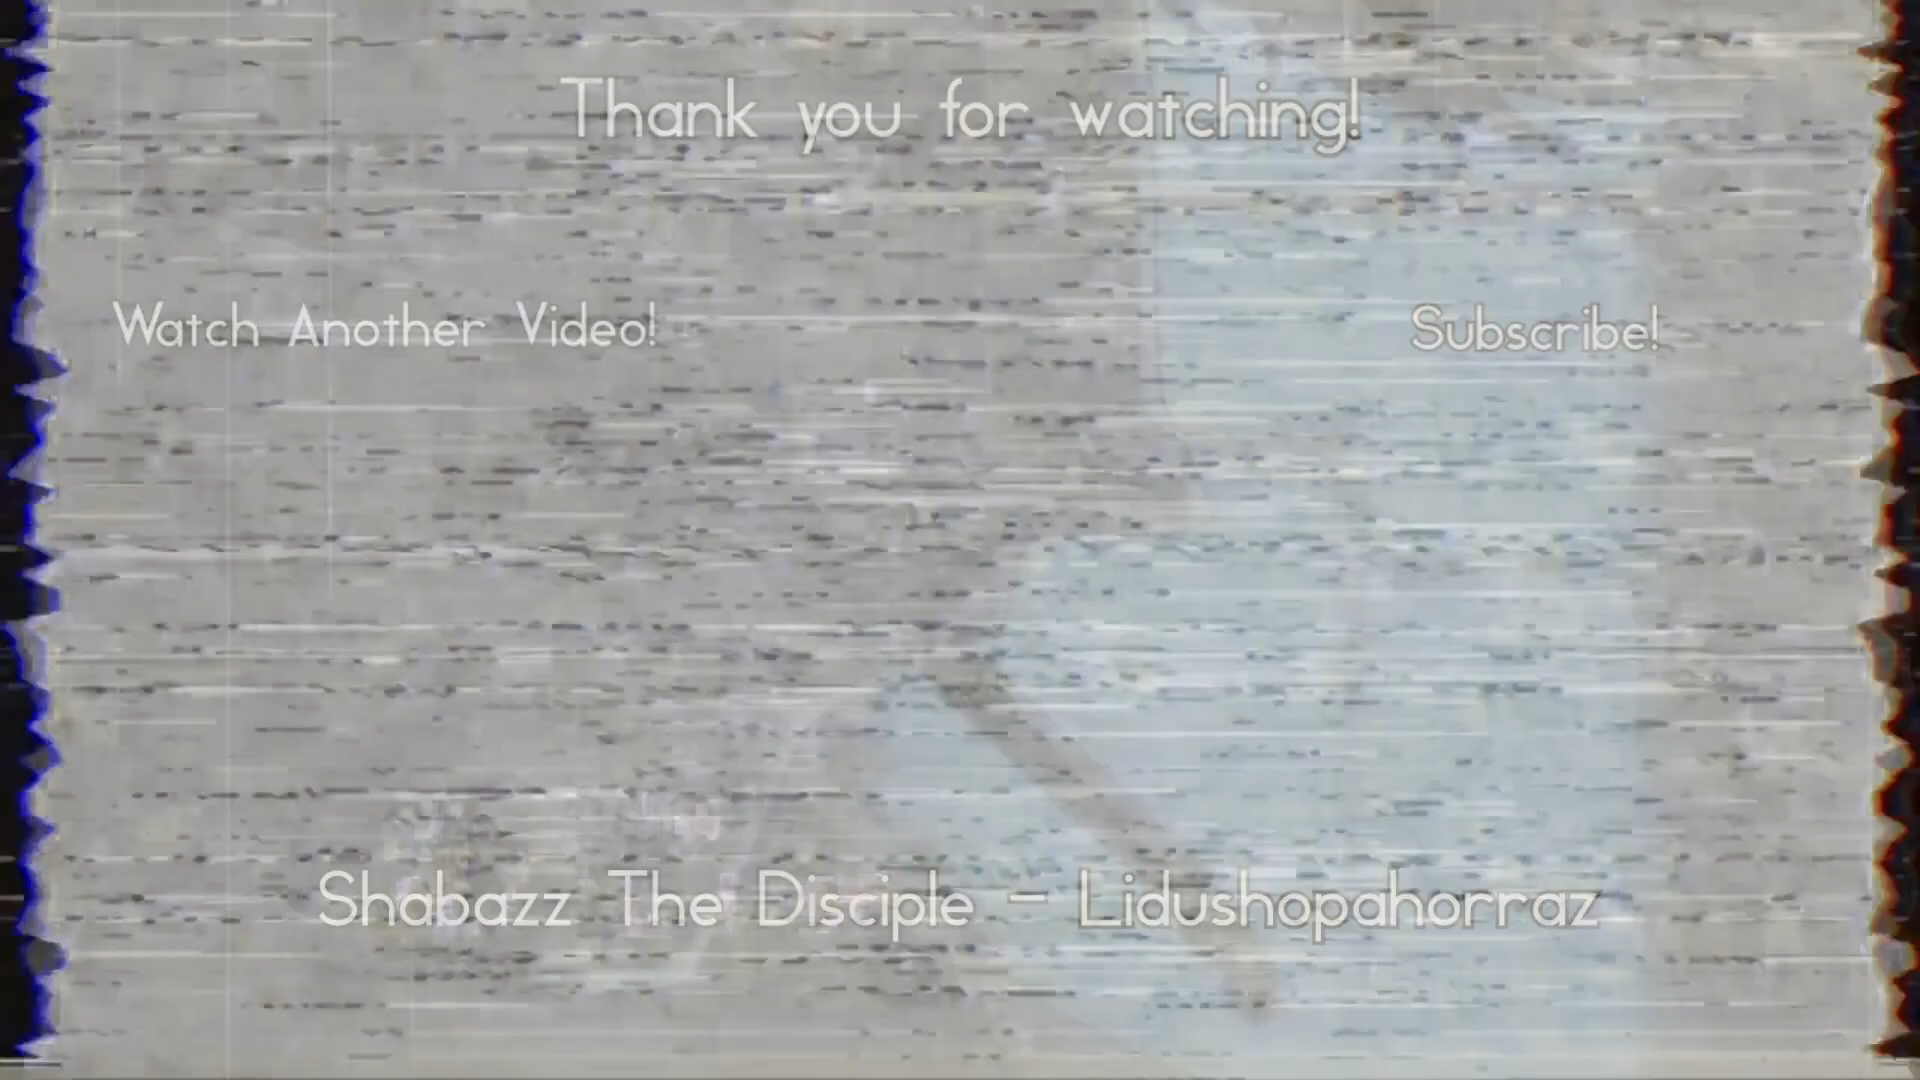 Thank you for watching!
Watch Another Video!
Subscribe!
Shabazz The Disciple - Lidushopahorraz